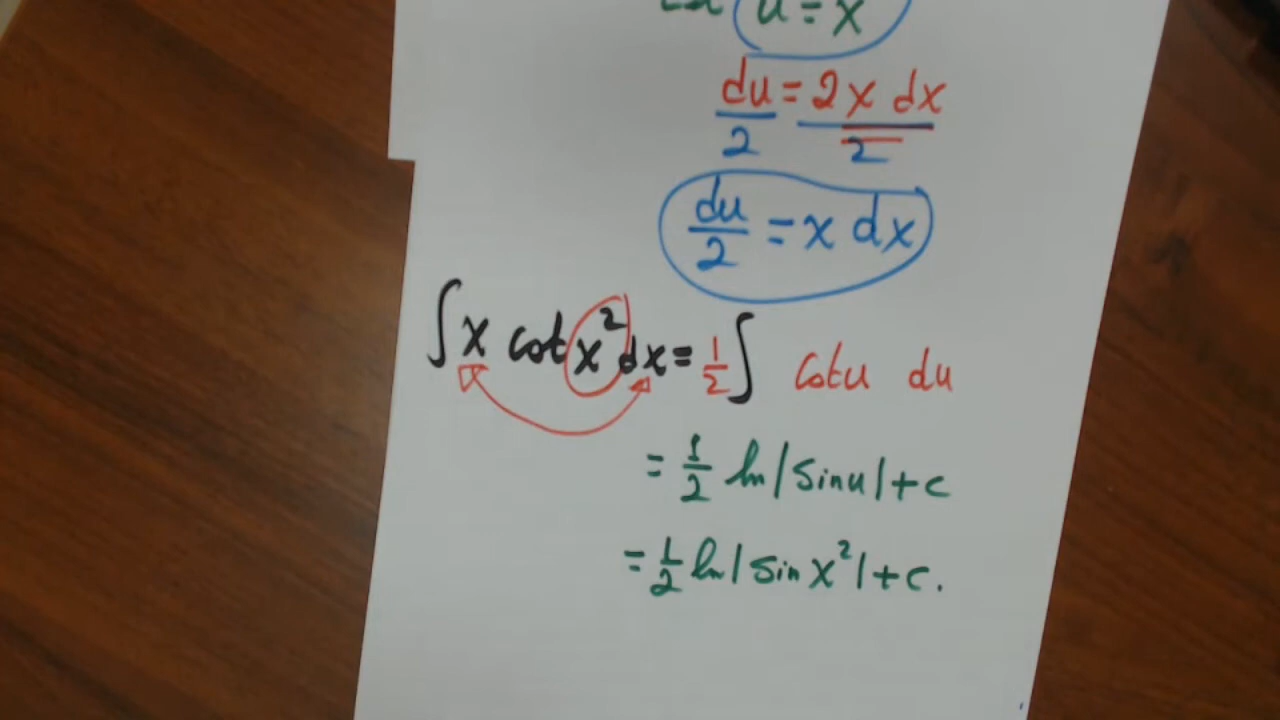 u = x
du/2 = 2x dx/2
du/2 = x dx
∫ x cot x² dx = 1/2 ∫ cot u du
= 1/2 ln |sin u| + c
= 1/2 ln |sin x²| + c.